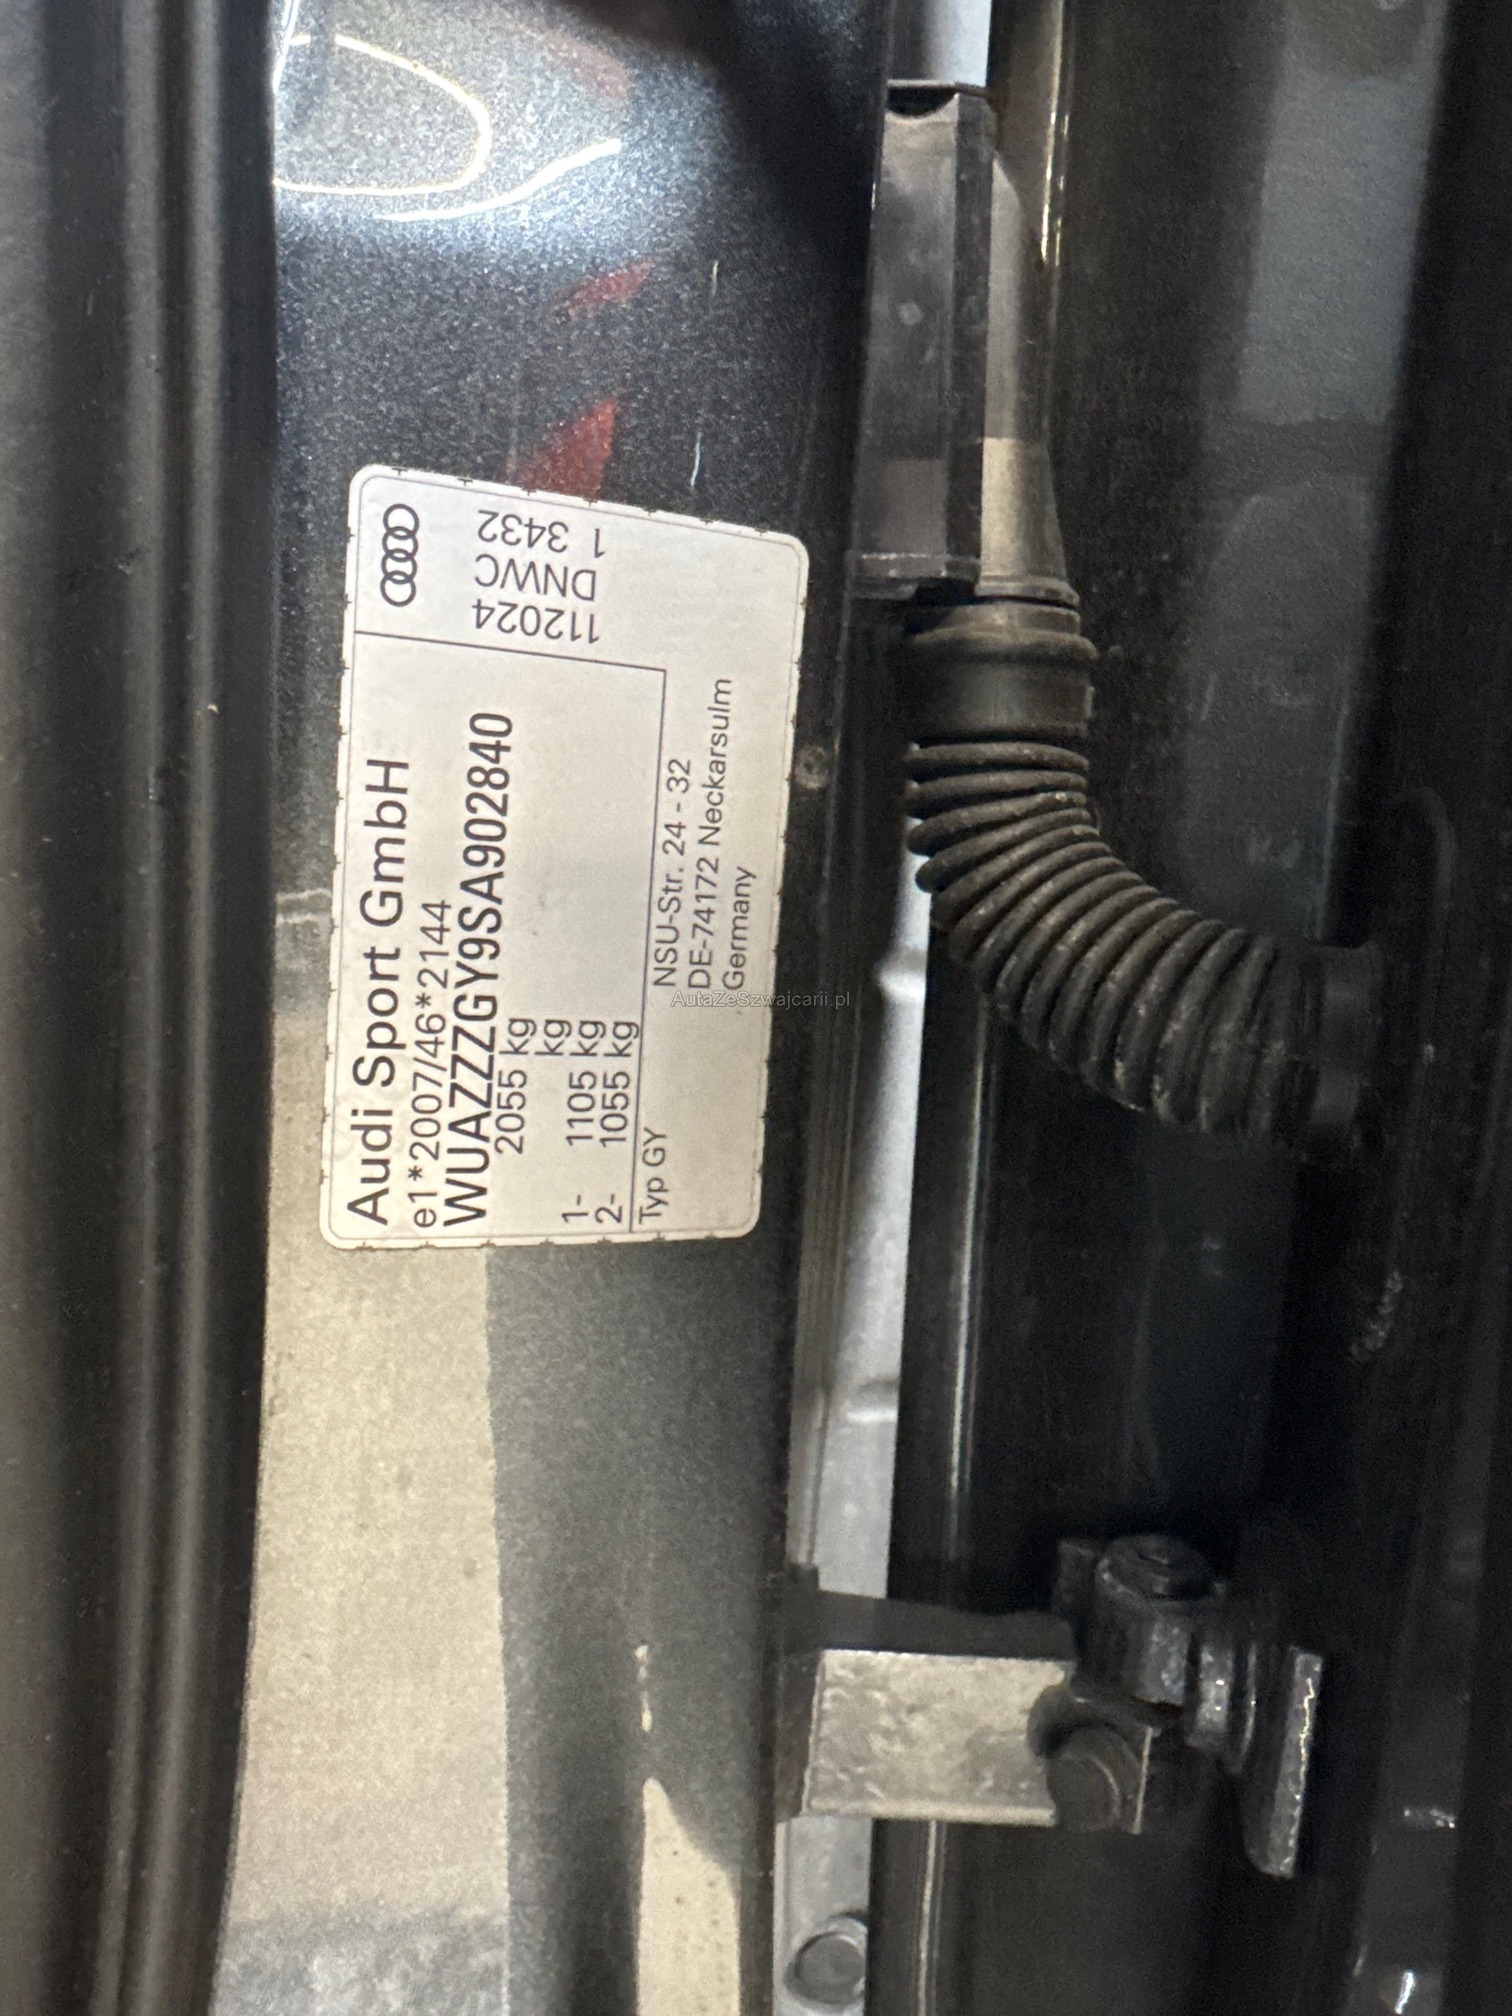 Audi Sport GmbH
e1*2007/46*2144
WUAZZZGY9SA902840
2055 kg
kg
1- 1105 kg
2- 1055 kg
Typ GY
NSU-Str. 24 - 32
DE-74172 Neckarsulm
Germany
112024
DNWC
1 3432
AutaZeSzwajcarii.pl